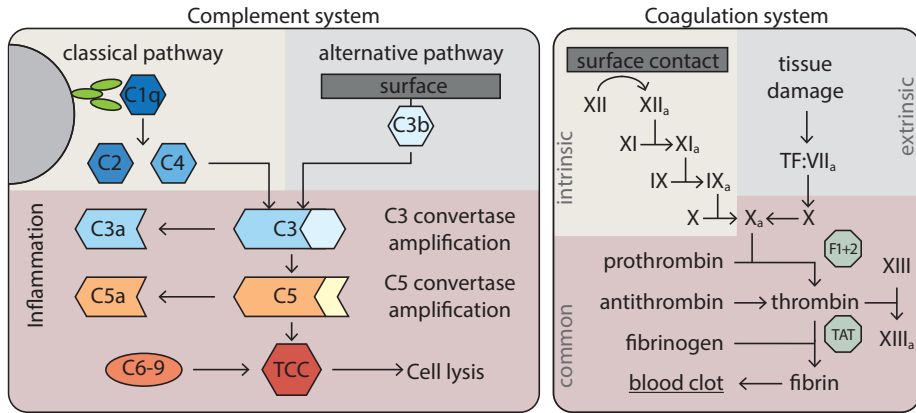 Complement system
classical pathway
alternative pathway
C1q
surface
C3b
C2
C4
Inflammation
C3a
C3
C3 convertase
amplification
C5a
C5
C5 convertase
amplification
C6-9
TCC
Cell lysis
Coagulation system
surface contact
tissue
damage
XII
XIIa
XI
XIa
IX
IXa
X
Xa
X
TF:VIIa
intrinsic
extrinsic
common
prothrombin
F1+2
XIII
antithrombin
thrombin
XIIIa
fibrinogen
TAT
blood clot
fibrin